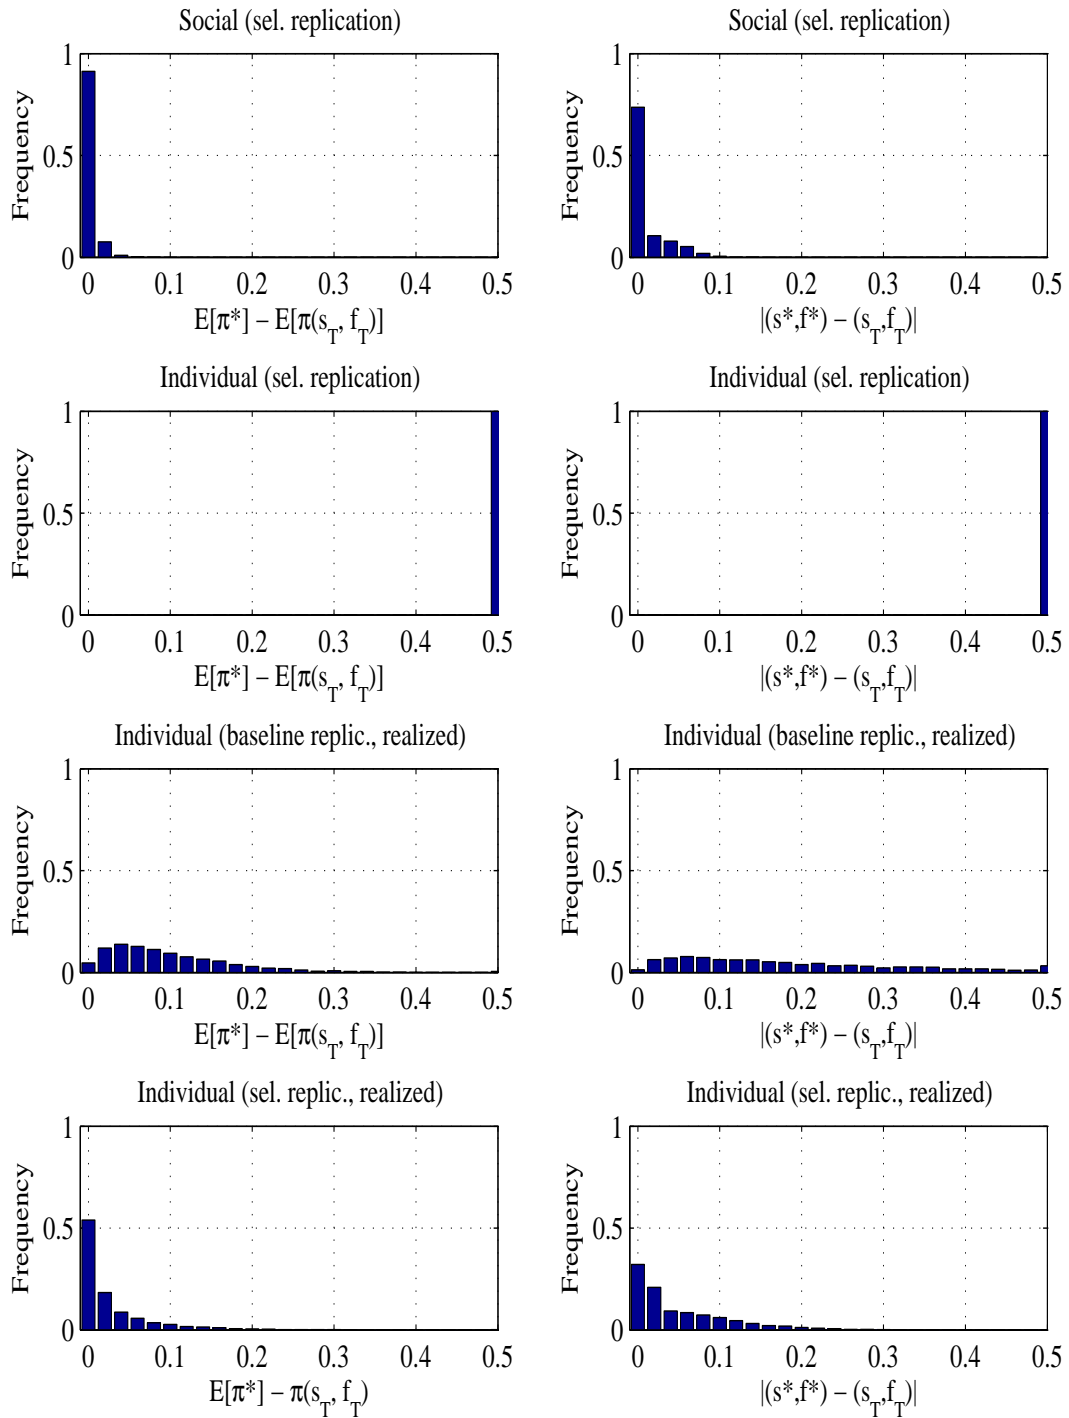 Social (sel. replication)
Frequency
1
0.5
0
0 0.1 0.2 0.3 0.4 0.5
E[π*] − E[π(s_T, f_T)]
Social (sel. replication)
Frequency
1
0.5
0
0 0.1 0.2 0.3 0.4 0.5
|(s*,f*) − (s_T,f_T)|
Individual (sel. replication)
Frequency
1
0.5
0
0 0.1 0.2 0.3 0.4 0.5
E[π*] − E[π(s_T, f_T)]
Individual (sel. replication)
Frequency
1
0.5
0
0 0.1 0.2 0.3 0.4 0.5
|(s*,f*) − (s_T,f_T)|
Individual (baseline replic., realized)
Frequency
1
0.5
0
0 0.1 0.2 0.3 0.4 0.5
E[π*] − E[π(s_T, f_T)]
Individual (baseline replic., realized)
Frequency
1
0.5
0
0 0.1 0.2 0.3 0.4 0.5
|(s*,f*) − (s_T,f_T)|
Individual (sel. replic., realized)
Frequency
1
0.5
0
0 0.1 0.2 0.3 0.4 0.5
E[π*] − π(s_T, f_T)
Individual (sel. replic., realized)
Frequency
1
0.5
0
0 0.1 0.2 0.3 0.4 0.5
|(s*,f*) − (s_T,f_T)|